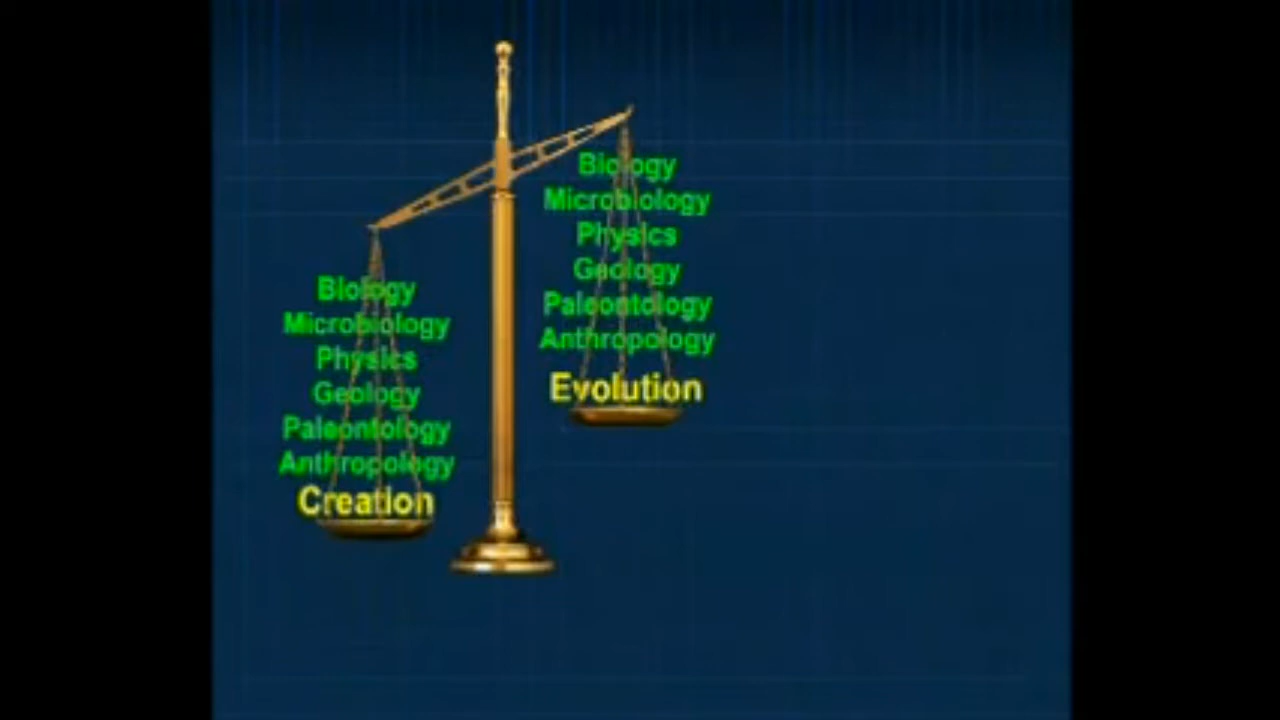 Biology
Microbiology
Physics
Geology
Paleontology
Anthropology
Creation
Biology
Microbiology
Physics
Geology
Paleontology
Anthropology
Evolution